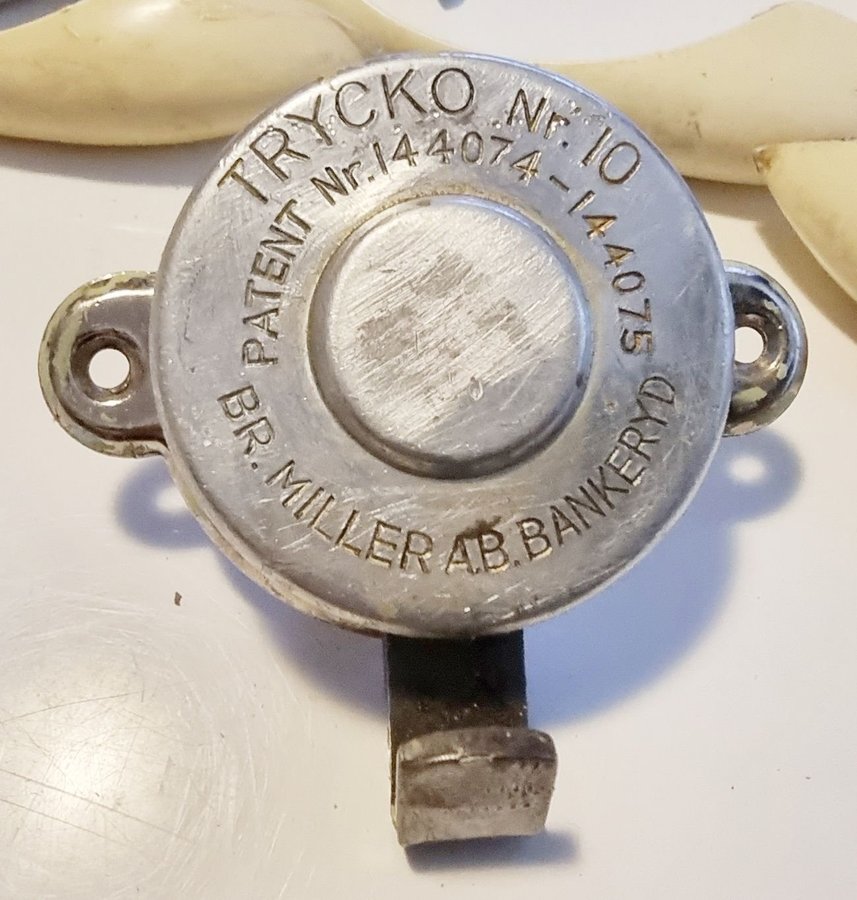 TRYCKO Nr. 10
PATENT Nr. 144074-144075
BR. MILLER A.B. BANKERYD